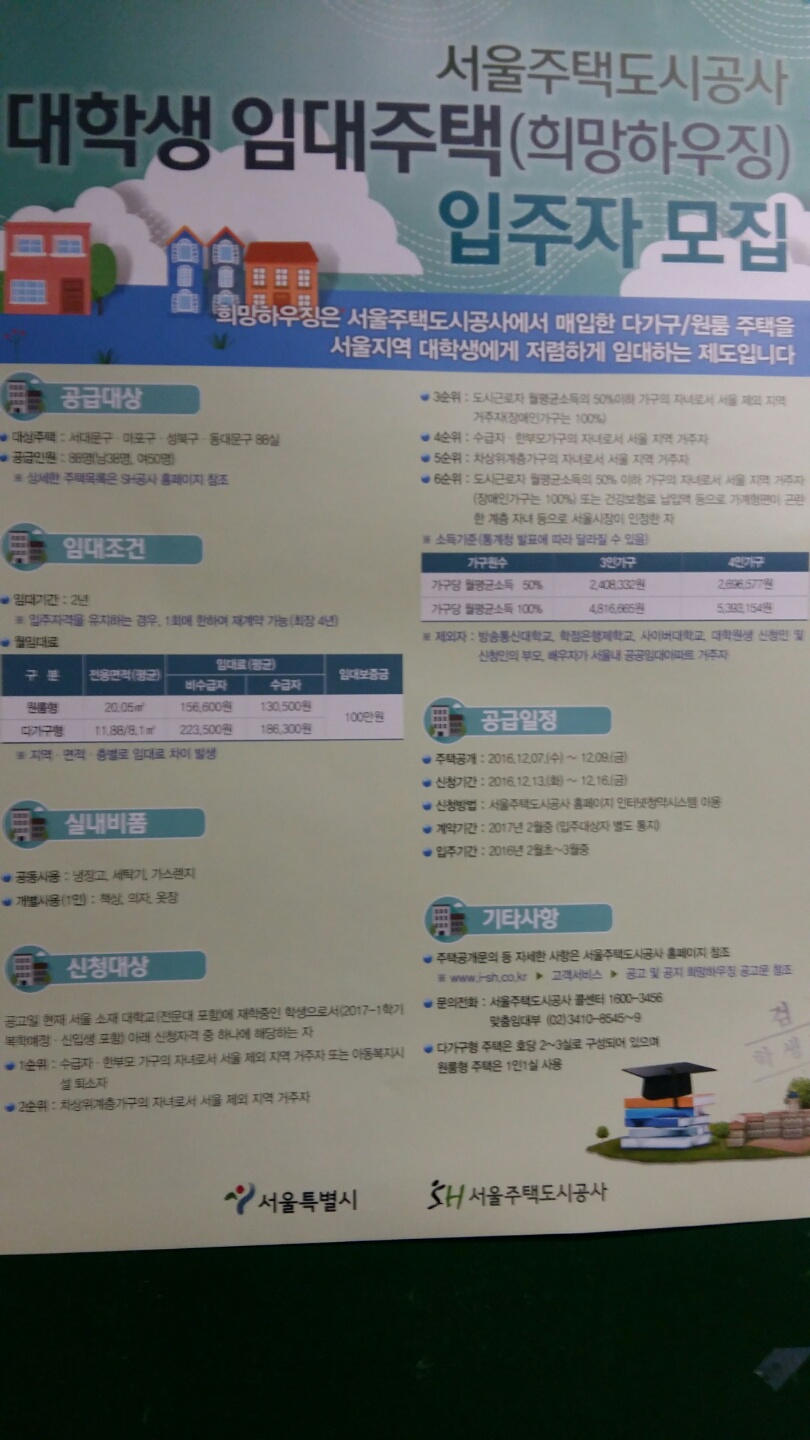 서울주택도시공사
대학생 임대주택(희망하우징)
입주자 모집
희망하우징은 서울주택도시공사에서 매입한 다가구/원룸 주택을
서울지역 대학생에게 저렴하게 임대하는 제도입니다
공급대상
대상주택 : 서대문구 · 마포구 · 성북구 · 동대문구 88실
공급인원 : 88명(남38명, 여50명)
※ 상세한 주택목록은 SH공사 홈페이지 참조
임대조건
임대기간 : 2년
※ 입주자격을 유지하는 경우, 1회에 한하여 재계약 가능(최장 4년)
월임대료
구 분 전용면적(평균) 임대료(평균) 임대보증금
비수급자 수급자
원룸형 20.05㎡ 156,600원 130,500원 100만원
다가구형 11.88/8.1㎡ 223,500원 186,300원
※ 지역 · 면적 · 층별로 임대료 차이 발생
실내비품
공동사용 : 냉장고, 세탁기, 가스렌지
개별사용(1인) : 책상, 의자, 옷장
신청대상
공고일 현재 서울 소재 대학교(전문대 포함)에 재학중인 학생으로서(2017-1학기
복학예정 · 신입생 포함) 아래 신청자격 중 하나에 해당하는 자
1순위 : 수급자 · 한부모 가구의 자녀로서 서울 제외 지역 거주자 또는 아동복지시
설 퇴소자
2순위 : 차상위계층가구의 자녀로서 서울 제외 지역 거주자
3순위 : 도시근로자 월평균소득의 50%이하 가구의 자녀로서 서울 제외 지역
거주자(장애인가구는 100%)
4순위 : 수급자 · 한부모가구의 자녀로서 서울 지역 거주자
5순위 : 차상위계층가구의 자녀로서 서울 지역 거주자
6순위 : 도시근로자 월평균소득의 50% 이하 가구의 자녀로서 서울 지역 거주자
(장애인가구는 100%) 또는 건강보험료 납입액 등으로 가계형편이 곤란
한 계층 자녀 등으로 서울시장이 인정한 자
※ 소득기준(통계청 발표에 따라 달라질 수 있음)
가구원수 3인가구 4인가구
가구당 월평균소득 50% 2,408,332원 2,696,577원
가구당 월평균소득 100% 4,816,665원 5,393,154원
※ 제외자 : 방송통신대학교, 학점은행제학교, 사이버대학교, 대학원생 신청인 및
신청인의 부모, 배우자가 서울내 공공임대아파트 거주자
공급일정
주택공개 : 2016.12.07.(수) ~ 12.09.(금)
신청기간 : 2016.12.13.(화) ~ 12.16.(금)
신청방법 : 서울주택도시공사 홈페이지 인터넷청약시스템 이용
계약기간 : 2017년 2월중 (입주대상자 별도 통지)
입주기간 : 2016년 2월초~3월중
기타사항
주택공개문의 등 자세한 사항은 서울주택도시공사 홈페이지 참조
※ www.i-sh.co.kr ▶ 고객서비스 ▶ 공고 및 공지 희망하우징 공고문 참조
문의전화 : 서울주택도시공사 콜센터 1600-3456
맞춤임대부 (02)3410-8545~9
다가구형 주택은 호당 2~3실로 구성되어 있으며
원룸형 주택은 1인1실 사용
검
학생
서울특별시
SH 서울주택도시공사